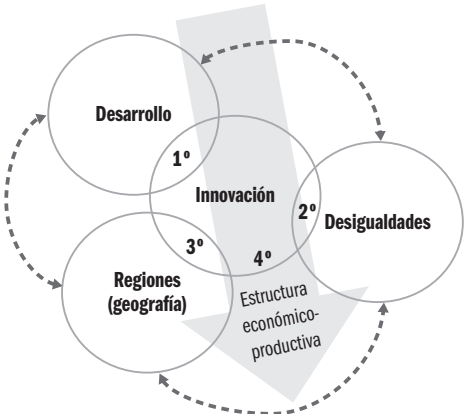 Desarrollo
1º
Innovación
2º
Desigualdades
3º
4º
Regiones
(geografía)
Estructura
económico-
productiva